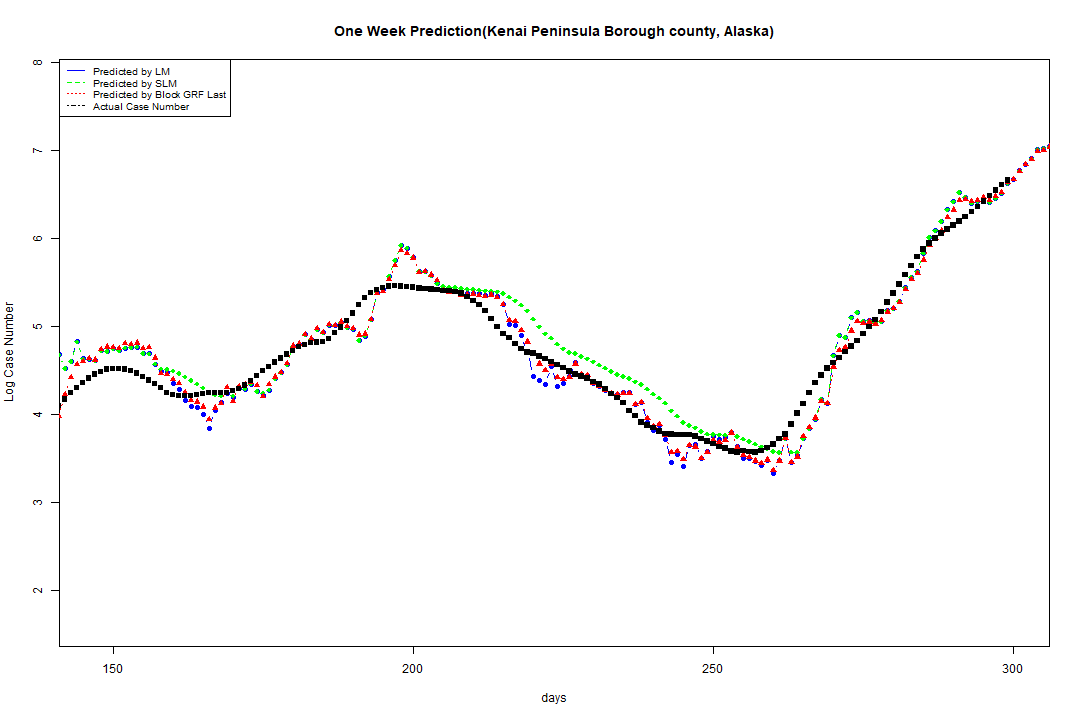 One Week Prediction(Kenai Peninsula Borough county, Alaska)
Predicted by LM
Predicted by SLM
Predicted by Block GRF Last
Actual Case Number
Log Case Number
8
7
6
5
4
3
2
150 200 250 300
days